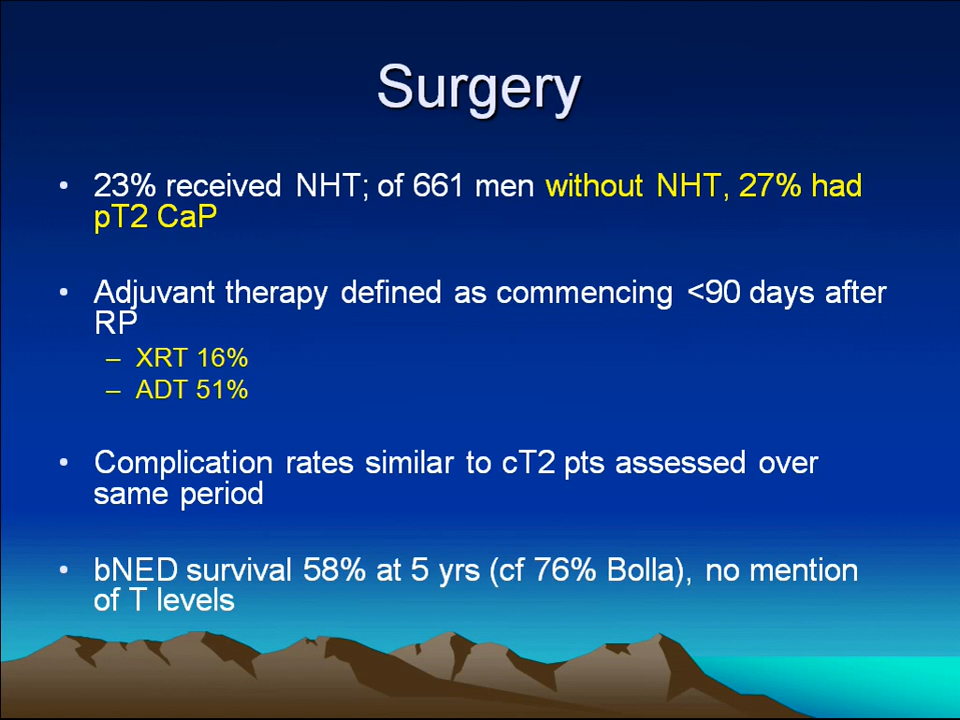 Surgery
• 23% received NHT; of 661 men without NHT, 27% had
pT2 CaP
• Adjuvant therapy defined as commencing <90 days after
RP
– XRT 16%
– ADT 51%
• Complication rates similar to cT2 pts assessed over
same period
• bNED survival 58% at 5 yrs (cf 76% Bolla), no mention
of T levels